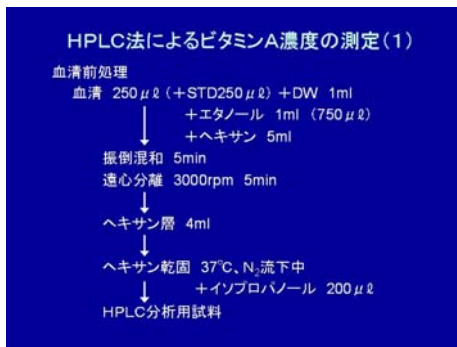 HPLC法によるビタミンA濃度の測定(1)
血清前処理
血清 250μℓ(+STD250μℓ)+DW 1ml
+エタノール 1ml (750μℓ)
+ヘキサン 5ml
振倒混和 5min
遠心分離 3000rpm 5min
ヘキサン層 4ml
ヘキサン乾固 37℃、N₂流下中
+イソプロパノール 200μℓ
HPLC分析用試料